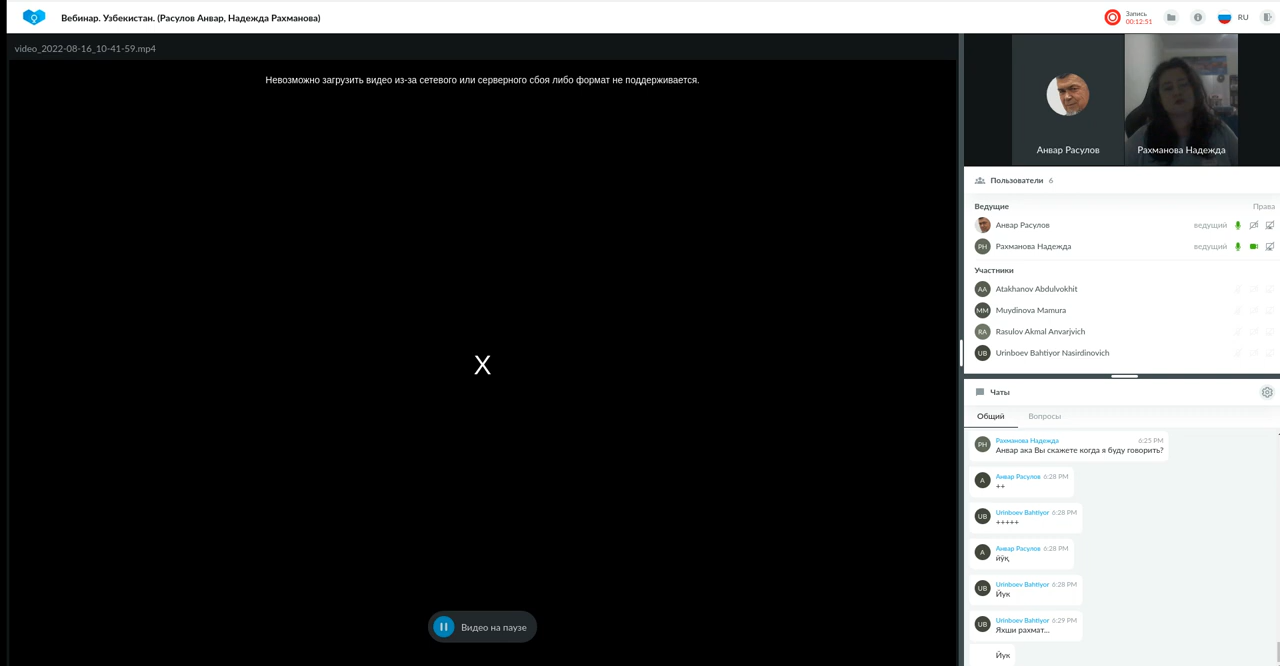 Вебинар. Узбекистан. (Расулов Анвар, Надежда Рахманова)
Запись
00:12:51
RU
video_2022-08-16_10-41-59.mp4
Невозможно загрузить видео из-за сетевого или серверного сбоя либо формат не поддерживается.
X
Видео на паузе
Анвар Расулов
Рахманова Надежда
Пользователи 6
Ведущие Права
Анвар Расулов ведущий
РН Рахманова Надежда ведущий
Участники
AA Atakhanov Abdulvokhit
MM Muydinova Mamura
RA Rasulov Akmal Anvarjvich
UB Urinboev Bahtiyor Nasirdinovich
Чаты
Общий Вопросы
РН Рахманова Надежда 6:25 PM
Анвар ака Вы скажете когда я буду говорить?
А Анвар Расулов 6:28 PM
++
UB Urinboev Bahtiyor 6:28 PM
+++++
А Анвар Расулов 6:28 PM
йўқ
UB Urinboev Bahtiyor 6:28 PM
Йук
UB Urinboev Bahtiyor 6:29 PM
Яхши рахмат...
Йук